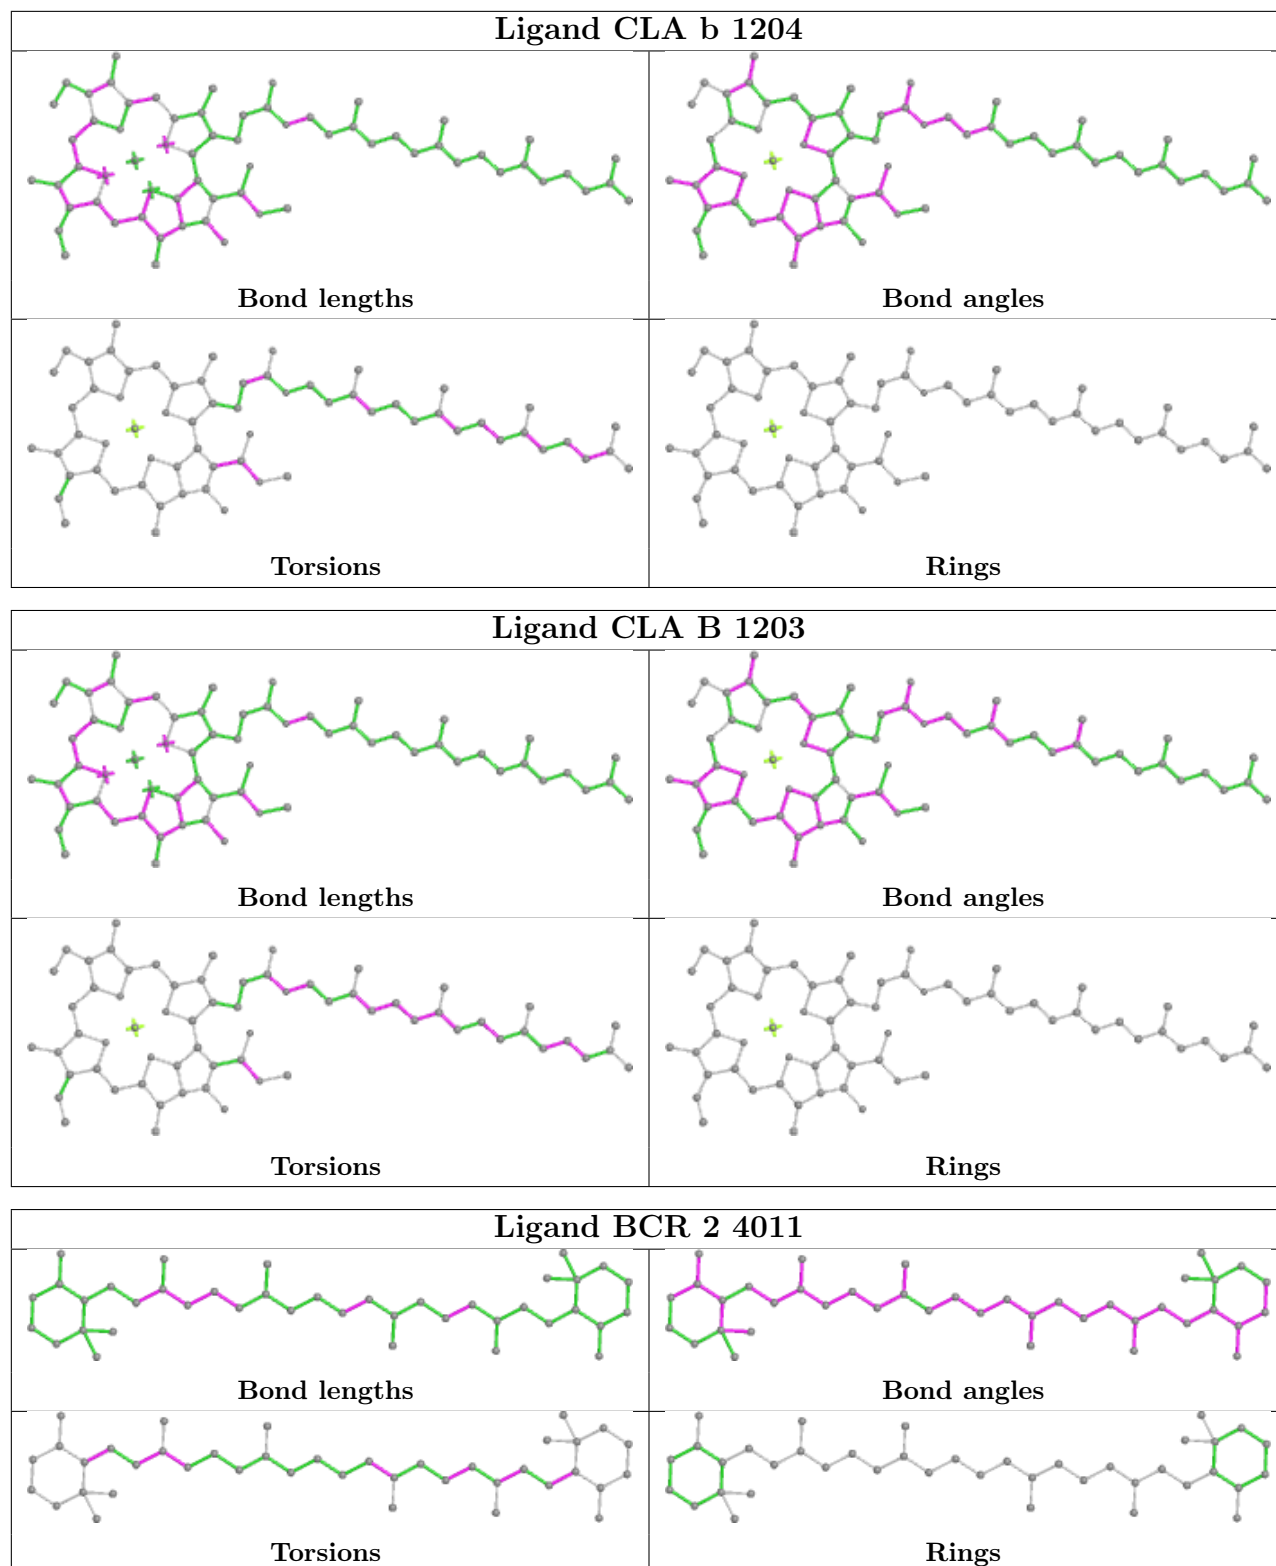 Ligand CLA b 1204
Bond lengths
Bond angles
Torsions
Rings
Ligand CLA B 1203
Bond lengths
Bond angles
Torsions
Rings
Ligand BCR 2 4011
Bond lengths
Bond angles
Torsions
Rings